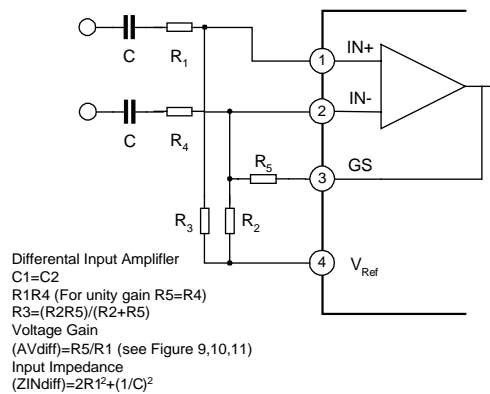 C
R1
1
IN+
C
R4
2
IN-
R5
3
GS
R3
R2
4
VRef
Differental Input Amplifler
C1=C2
R1R4 (For unity gain R5=R4)
R3=(R2R5)/(R2+R5)
Voltage Gain
(AVdiff)=R5/R1 (see Figure 9,10,11)
Input Impedance
(ZINdiff)=2R1²+(1/C)²